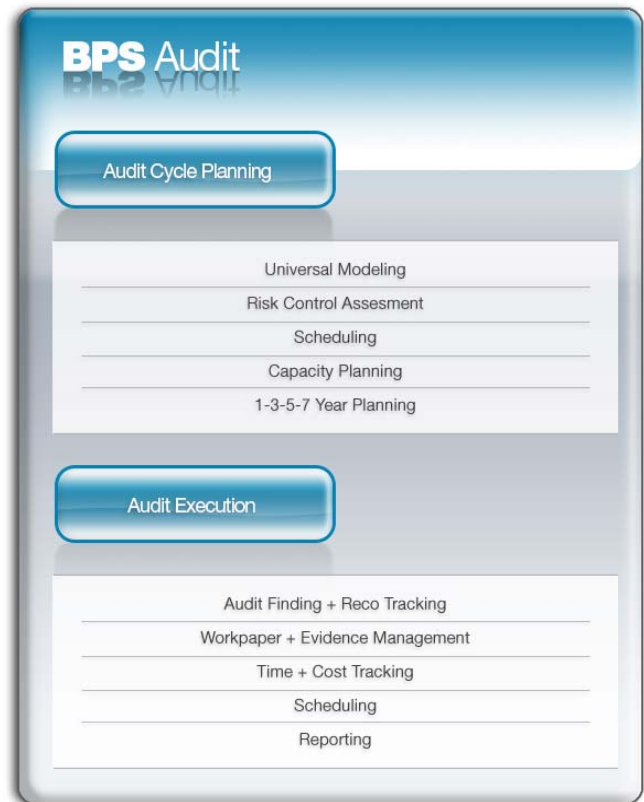 BPS Audit
Audit Cycle Planning
Universal Modeling
Risk Control Assesment
Scheduling
Capacity Planning
1-3-5-7 Year Planning
Audit Execution
Audit Finding + Reco Tracking
Workpaper + Evidence Management
Time + Cost Tracking
Scheduling
Reporting